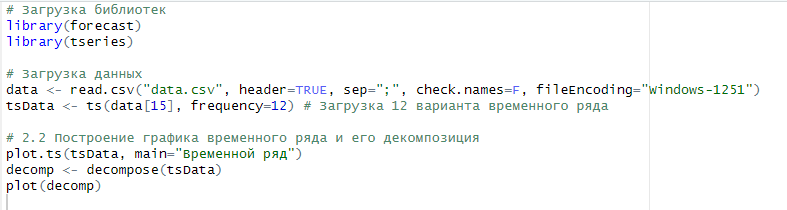 # Загрузка библиотек
library(forecast)
library(tseries)
# Загрузка данных
data <- read.csv("data.csv", header=TRUE, sep=";", check.names=F, fileEncoding="Windows-1251")
tsData <- ts(data[15], frequency=12) # Загрузка 12 варианта временного ряда
# 2.2 Построение графика временного ряда и его декомпозиция
plot.ts(tsData, main="Временной ряд")
decomp <- decompose(tsData)
plot(decomp)